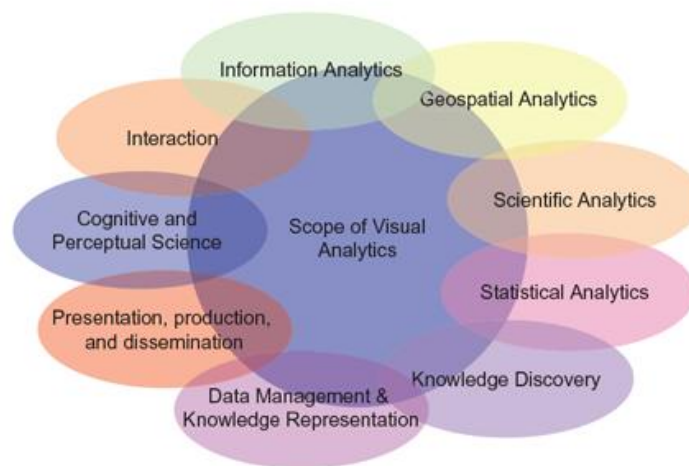 Information Analytics
Geospatial Analytics
Interaction
Scientific Analytics
Cognitive and
Perceptual Science
Scope of Visual
Analytics
Statistical Analytics
Presentation, production,
and dissemination
Knowledge Discovery
Data Management &
Knowledge Representation